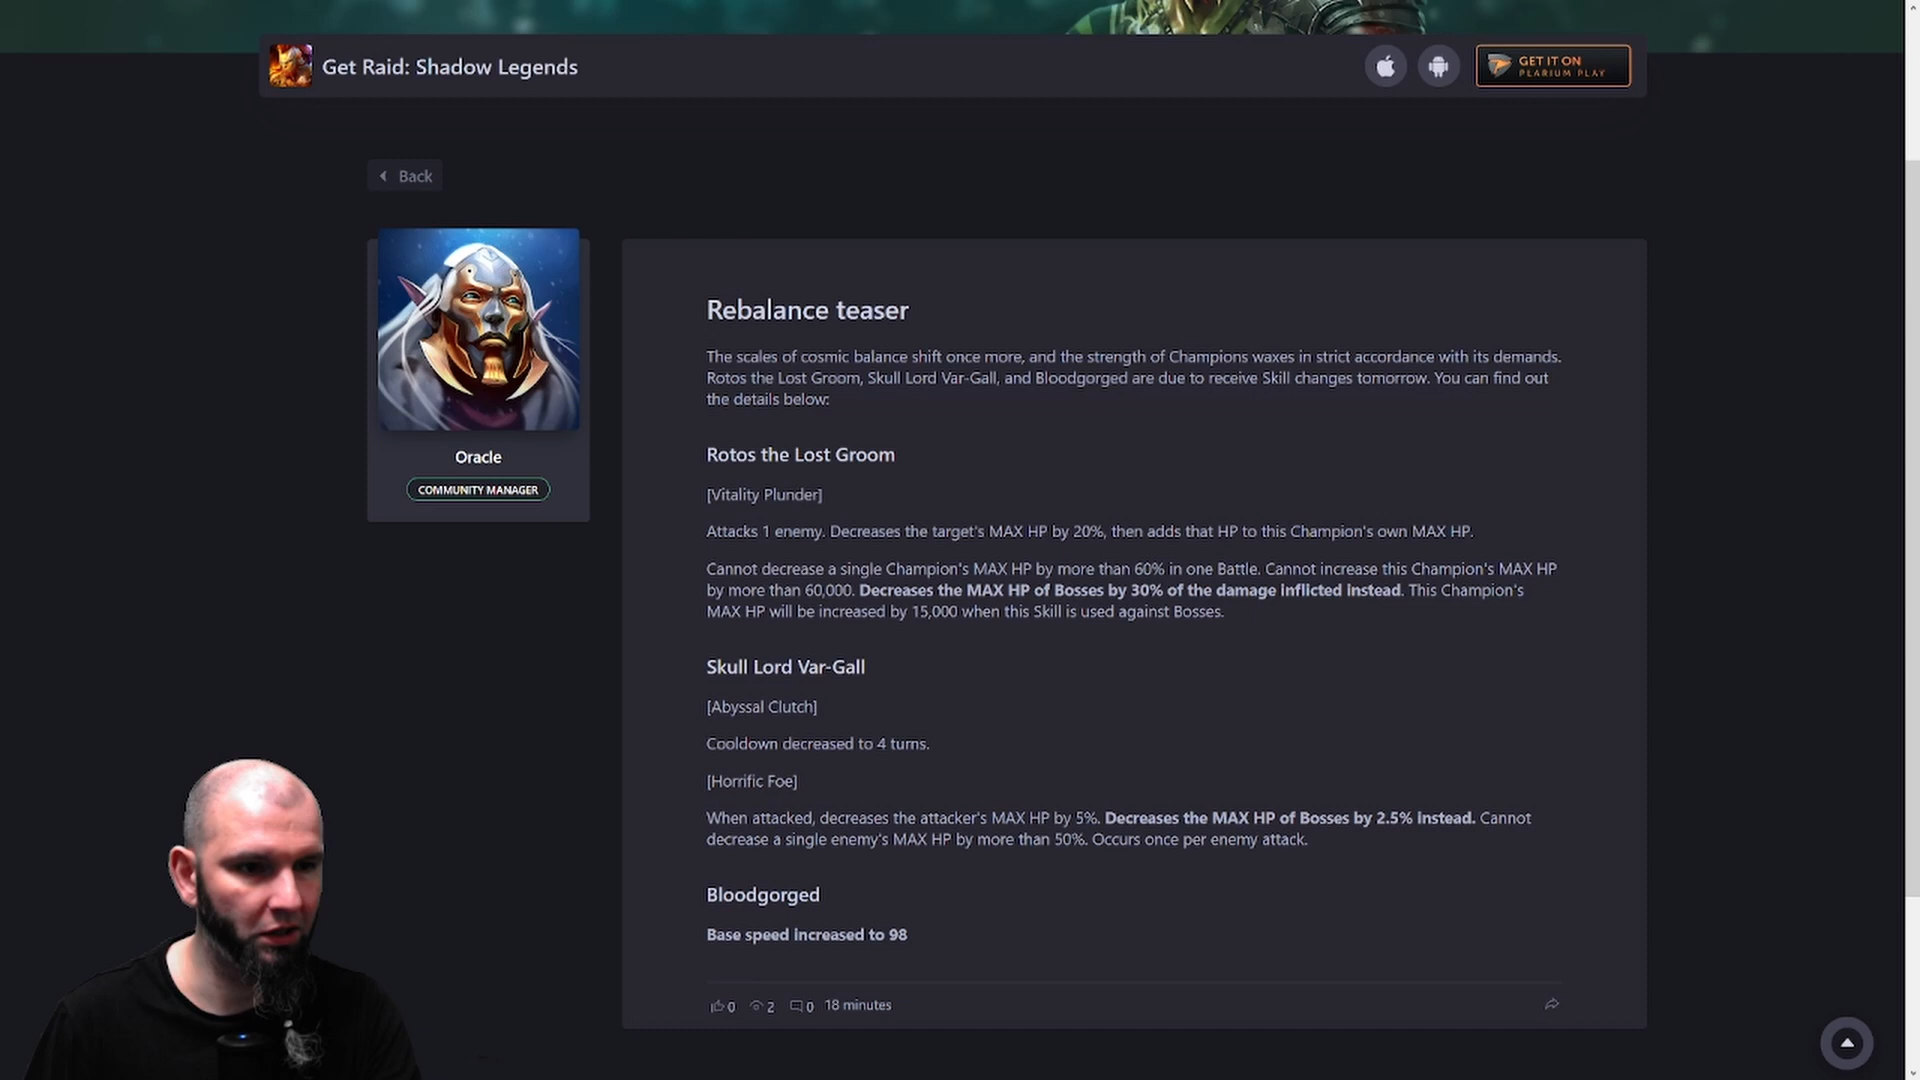 Get Raid: Shadow Legends
GET IT ON
PLARIUM PLAY
Back
Oracle
COMMUNITY MANAGER
Rebalance teaser
The scales of cosmic balance shift once more, and the strength of Champions waxes in strict accordance with its demands.
Rotos the Lost Groom, Skull Lord Var-Gall, and Bloodgorged are due to receive Skill changes tomorrow. You can find out
the details below:
Rotos the Lost Groom
[Vitality Plunder]
Attacks 1 enemy. Decreases the target's MAX HP by 20%, then adds that HP to this Champion's own MAX HP.
Cannot decrease a single Champion's MAX HP by more than 60% in one Battle. Cannot increase this Champion's MAX HP
by more than 60,000. Decreases the MAX HP of Bosses by 30% of the damage inflicted instead. This Champion's
MAX HP will be increased by 15,000 when this Skill is used against Bosses.
Skull Lord Var-Gall
[Abyssal Clutch]
Cooldown decreased to 4 turns.
[Horrific Foe]
When attacked, decreases the attacker's MAX HP by 5%. Decreases the MAX HP of Bosses by 2.5% instead. Cannot
decrease a single enemy's MAX HP by more than 50%. Occurs once per enemy attack.
Bloodgorged
Base speed increased to 98
0 2 0 18 minutes